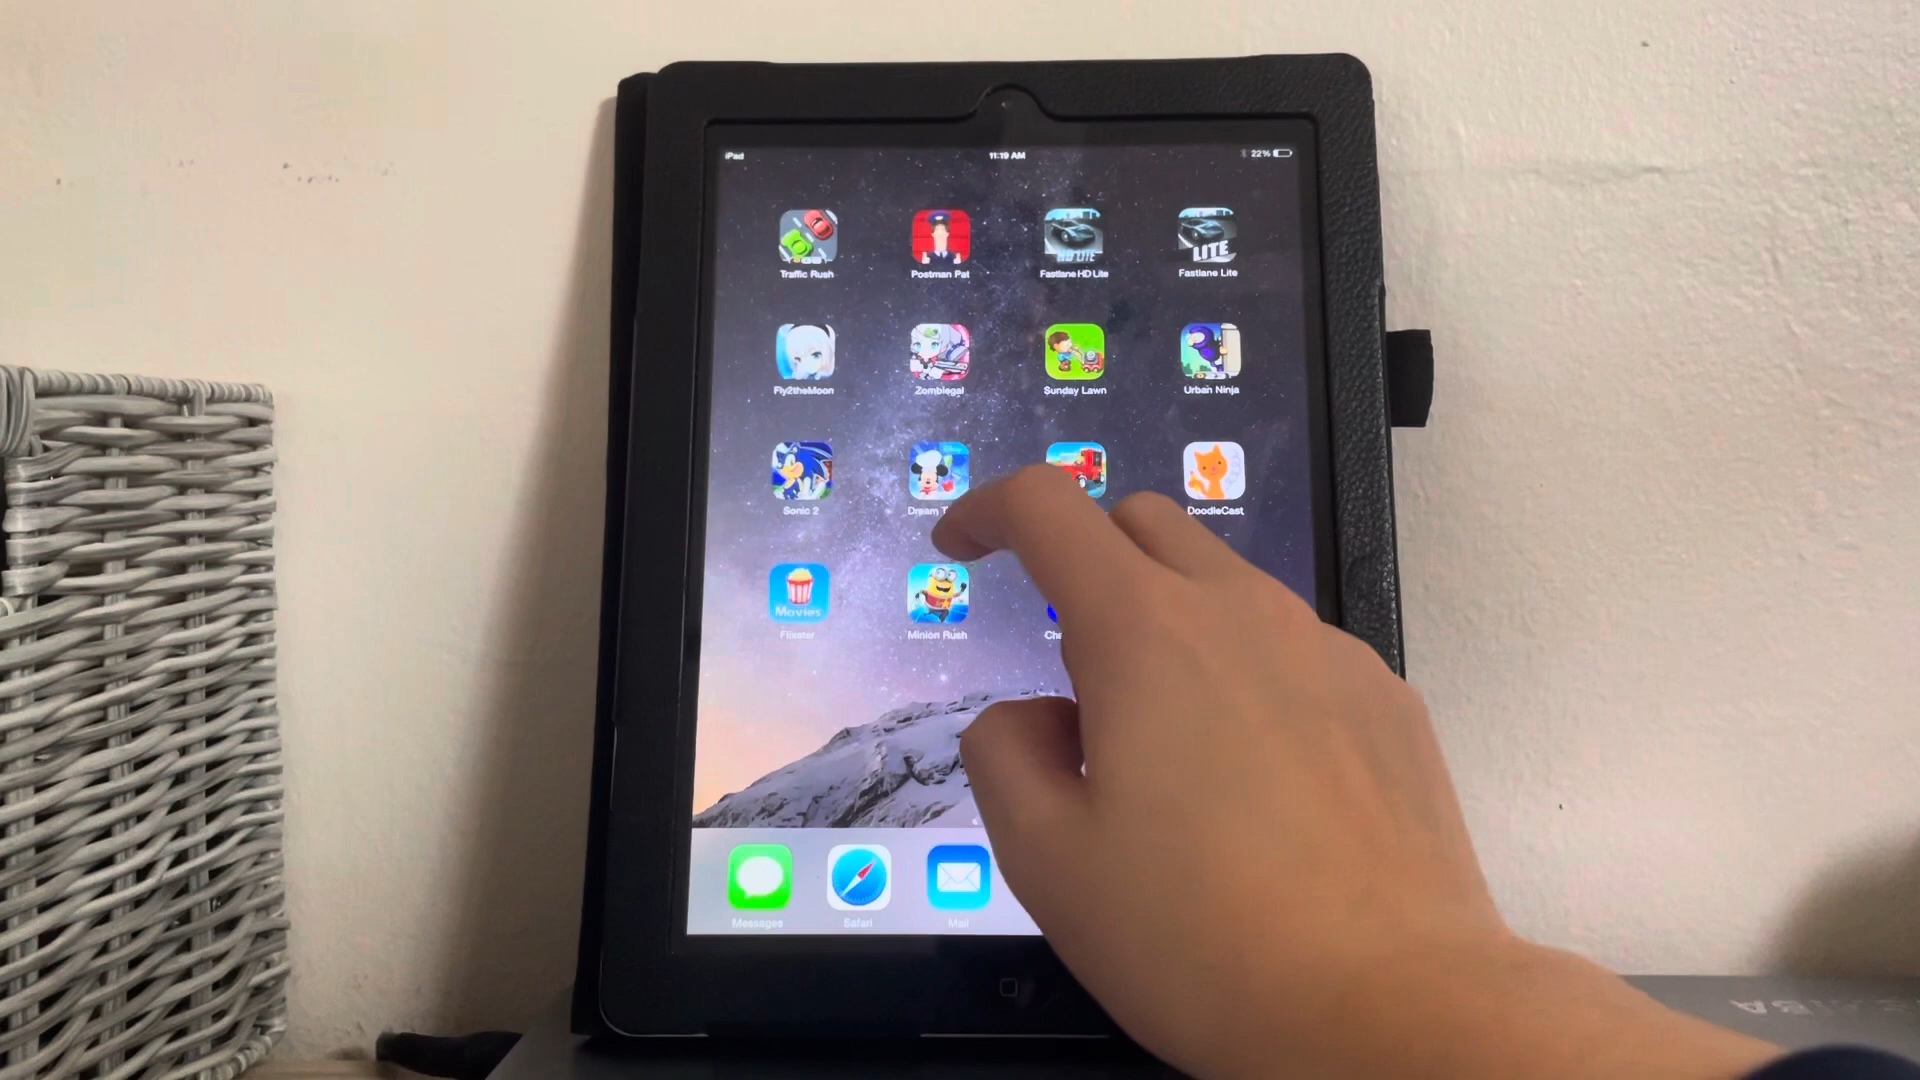 iPad 11:19 AM 22%
Traffic Rush Postman Pat Fastlane HD Lite Fastlane Lite
HD LITE LITE
Fly2theMoon Zombiegal Sunday Lawn Urban Ninja
Sonic 2 Dream T DoodleCast
Movies
Flixster Minion Rush Cha
Messages Safari Mail